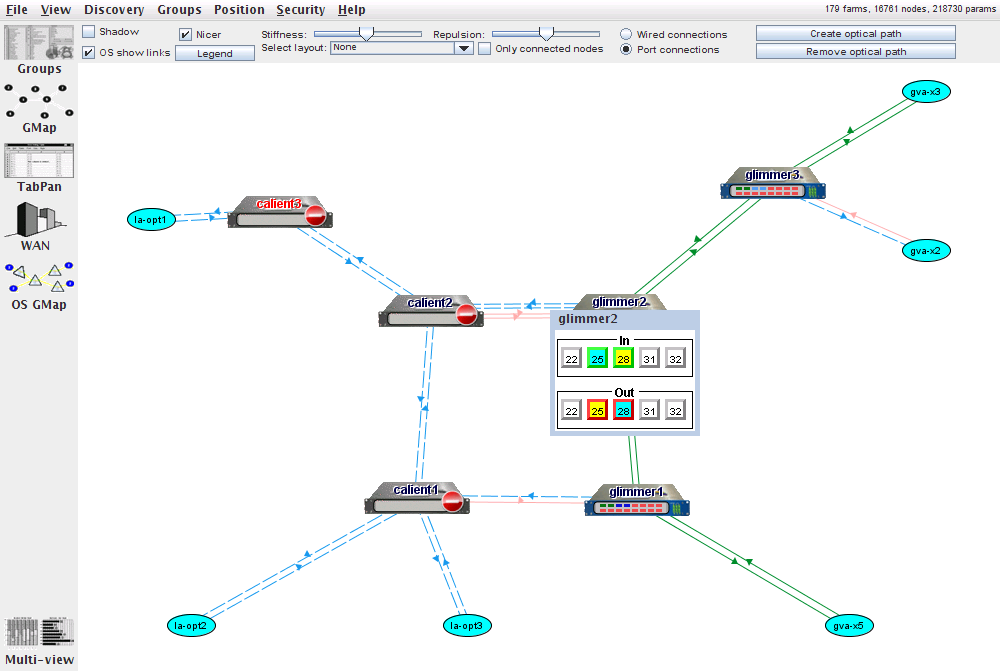 File View Discovery Groups Position Security Help
179 farms, 16761 nodes, 218730 params
Shadow
Nicer
Stiffness:
Repulsion:
Wired connections
Create optical path
OS show links
Legend
Select layout: None
Only connected nodes
Port connections
Remove optical path
Groups
GMap
TabPan
WAN
OS GMap
Multi-view
gva-x3
glimmer3
calient3
la-opt1
gva-x2
calient2
glimmer2
glimmer2
In
22 25 28 31 32
Out
22 25 28 31 32
calient1
glimmer1
la-opt2
la-opt3
gva-x5